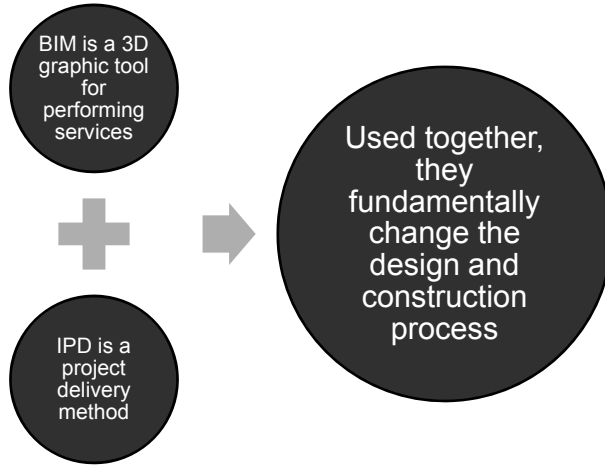 BIM is a 3D
graphic tool
for
performing
services
IPD is a
project
delivery
method
Used together,
they
fundamentally
change the
design and
construction
process